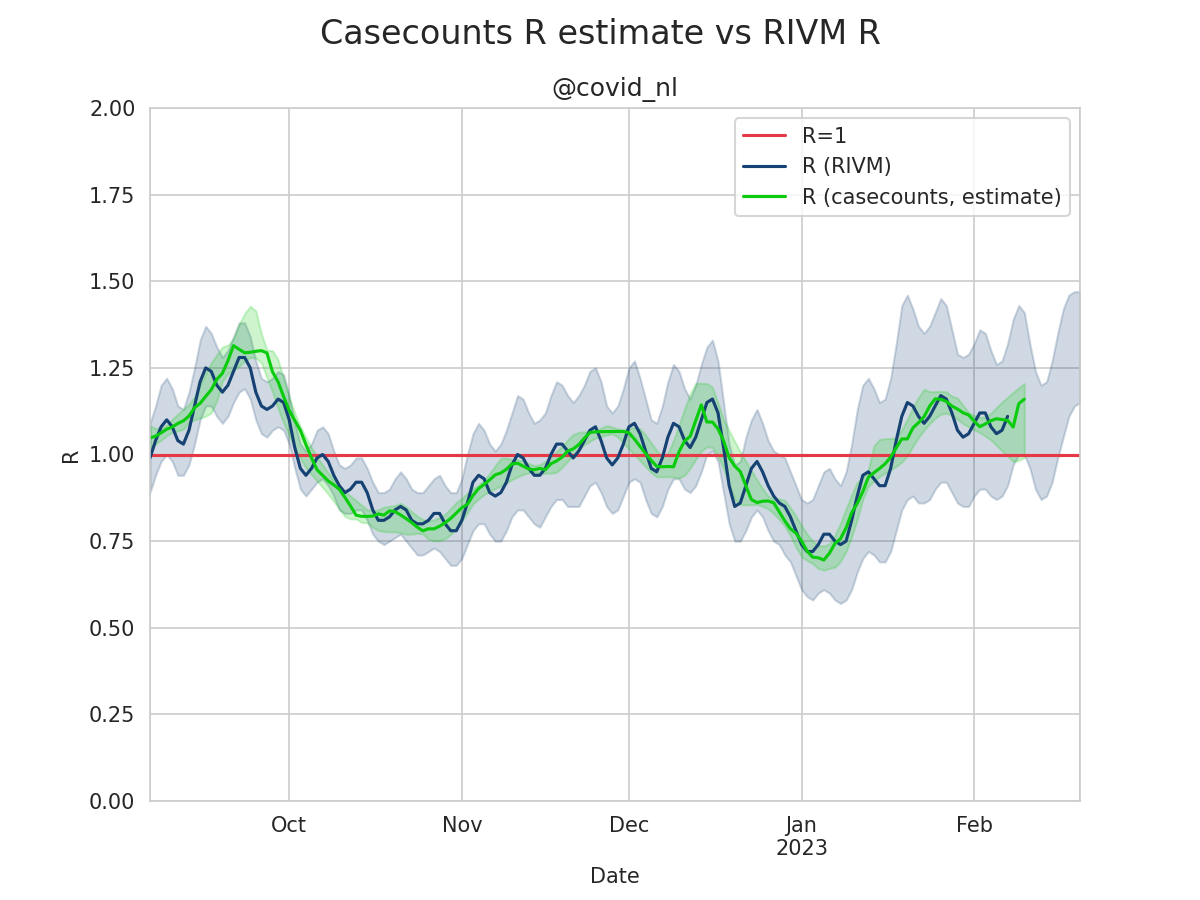 Casecounts R estimate vs RIVM R
@covid_nl
R=1
R (RIVM)
R (casecounts, estimate)
2.00
1.75
1.50
1.25
1.00
0.75
0.50
0.25
0.00
R
Oct
Nov
Dec
Jan
2023
Feb
Date